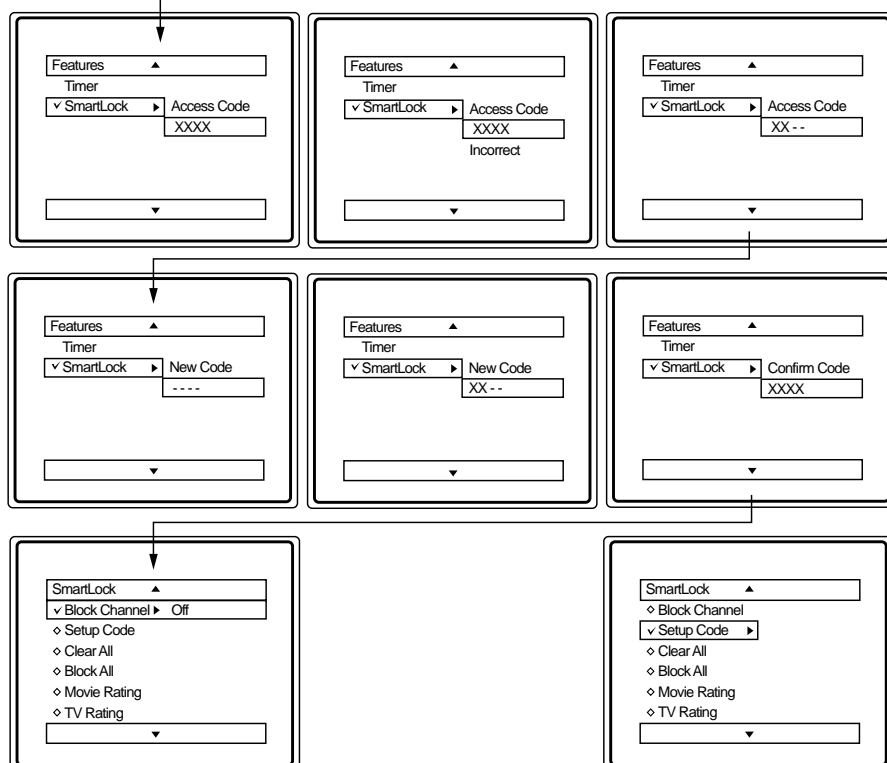 Features
Timer
SmartLock Access Code
XXXX
Features
Timer
SmartLock Access Code
XXXX
Incorrect
Features
Timer
SmartLock Access Code
XX - -
Features
Timer
SmartLock New Code
- - - -
Features
Timer
SmartLock New Code
XX - -
Features
Timer
SmartLock Confirm Code
XXXX
SmartLock
Block Channel Off
Setup Code
Clear All
Block All
Movie Rating
TV Rating
SmartLock
Block Channel
Setup Code
Clear All
Block All
Movie Rating
TV Rating